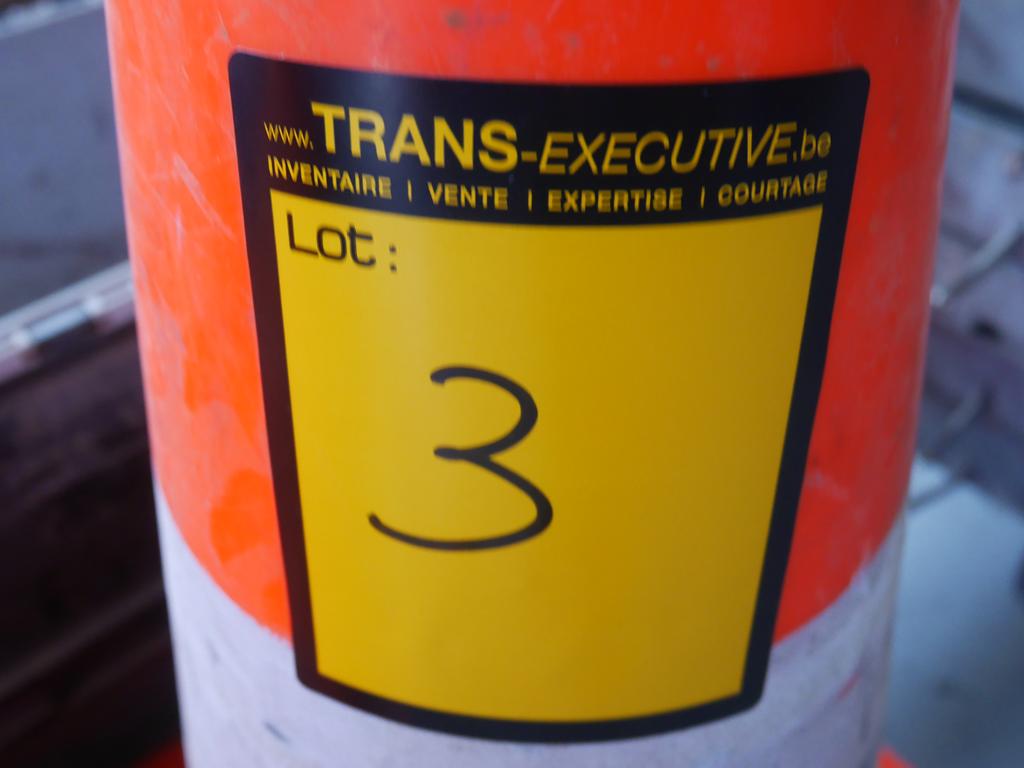 www.TRANS-EXECUTIVE.be
INVENTAIRE | VENTE | EXPERTISE | COURTAGE
Lot:
3